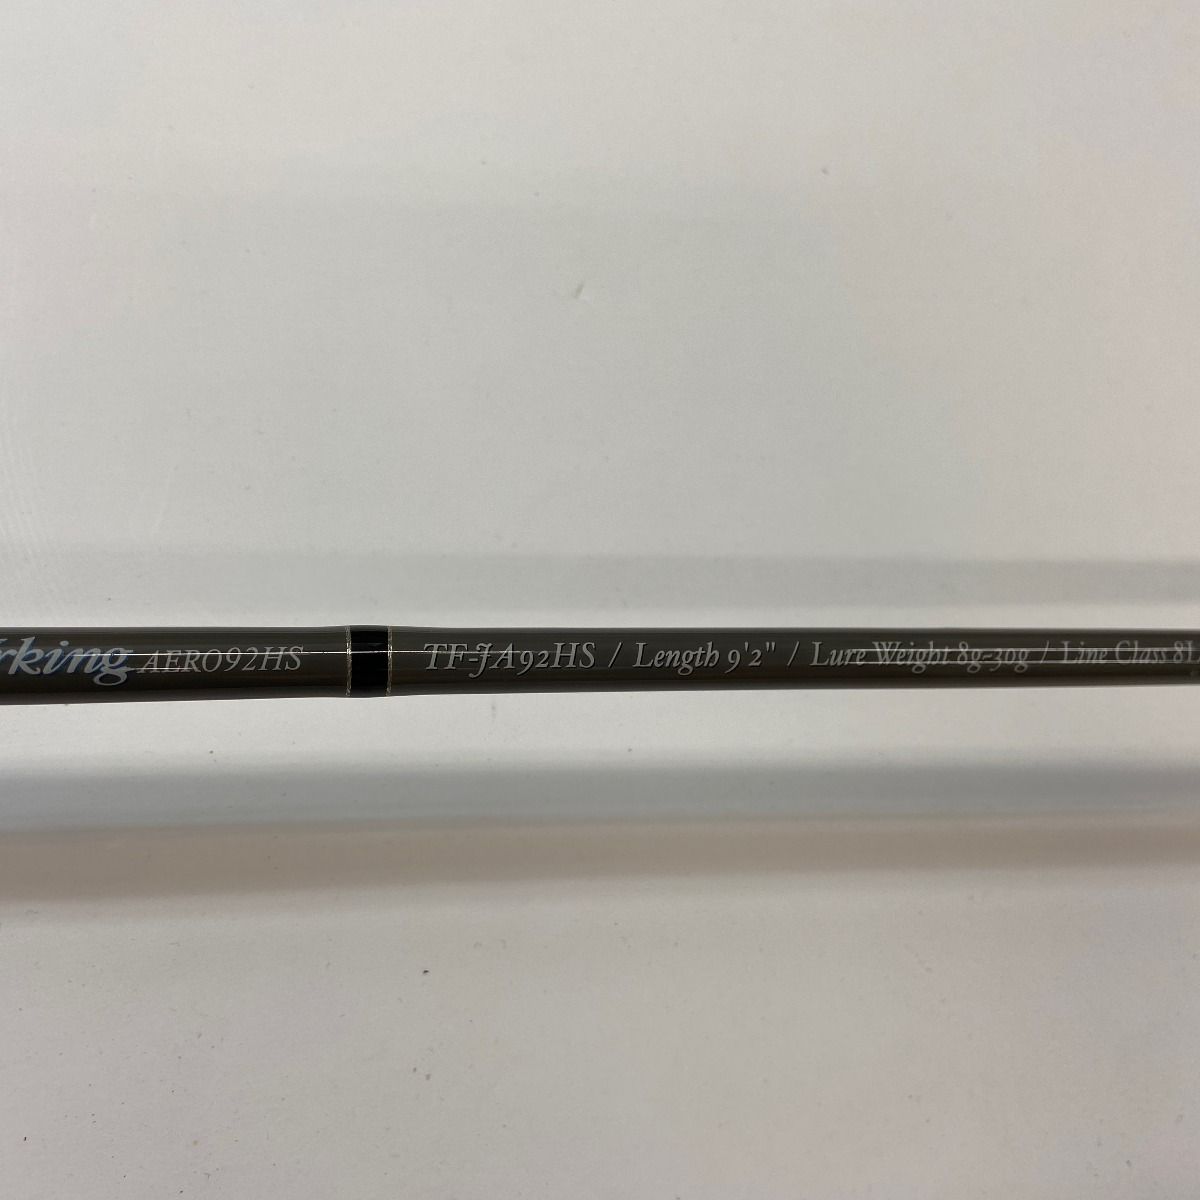 rking AERO92HS TF-JA92HS / Length 9'2" / Lure Weight 8g-30g / Line Class 8L